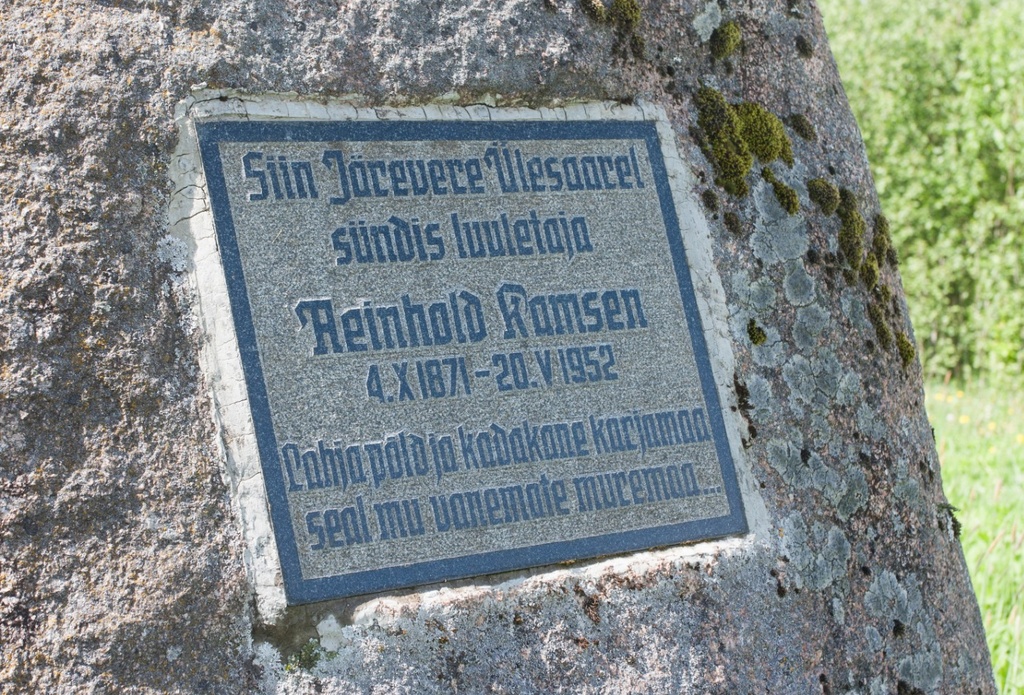 Siin Järevere Ülesaarel
sündis luuletaja
Reinhold Kamsen
4.X 1871 - 20.V 1952
Lahja põld ja kadakane karjamaa
seal mu vanemate muremaa...